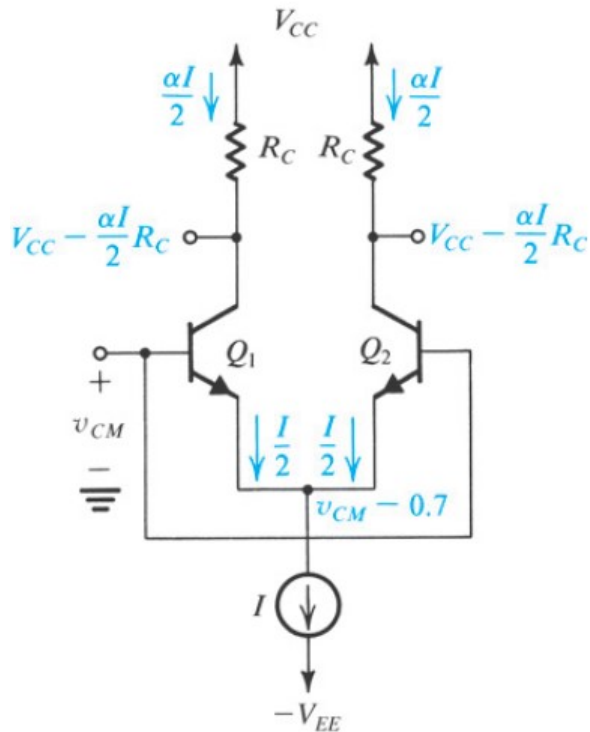 V_CC
αI/2 αI/2
R_C R_C
V_CC − αI/2 R_C V_CC − αI/2 R_C
Q_1 Q_2
+
v_CM
−
I/2 I/2
v_CM − 0.7
I
−V_EE